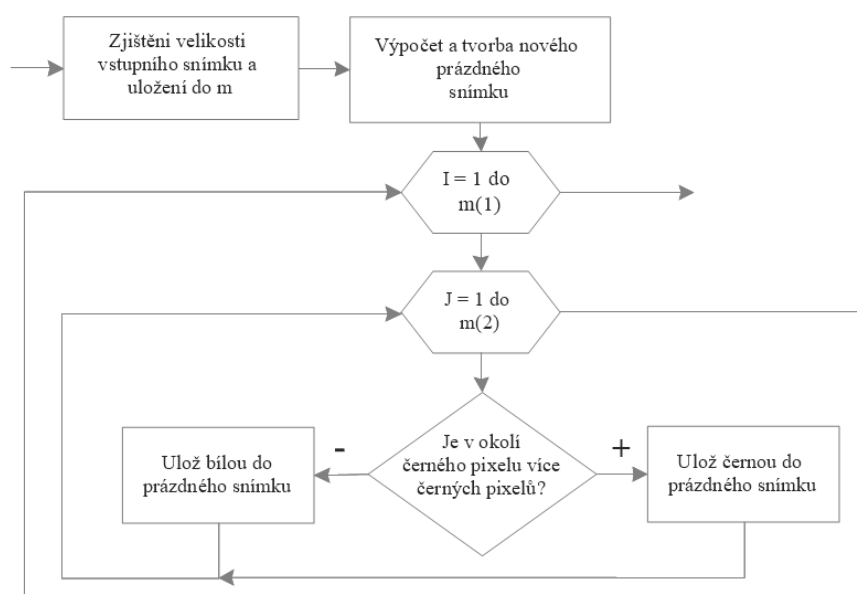 Zjištěni velikosti
vstupního snímku a
uložení do m
Výpočet a tvorba nového
prázdného
snímku
I = 1 do
m(1)
J = 1 do
m(2)
Je v okolí
černého pixelu více
černých pixelů?
-
+
Ulož bílou do
prázdného snímku
Ulož černou do
prázdného snímku